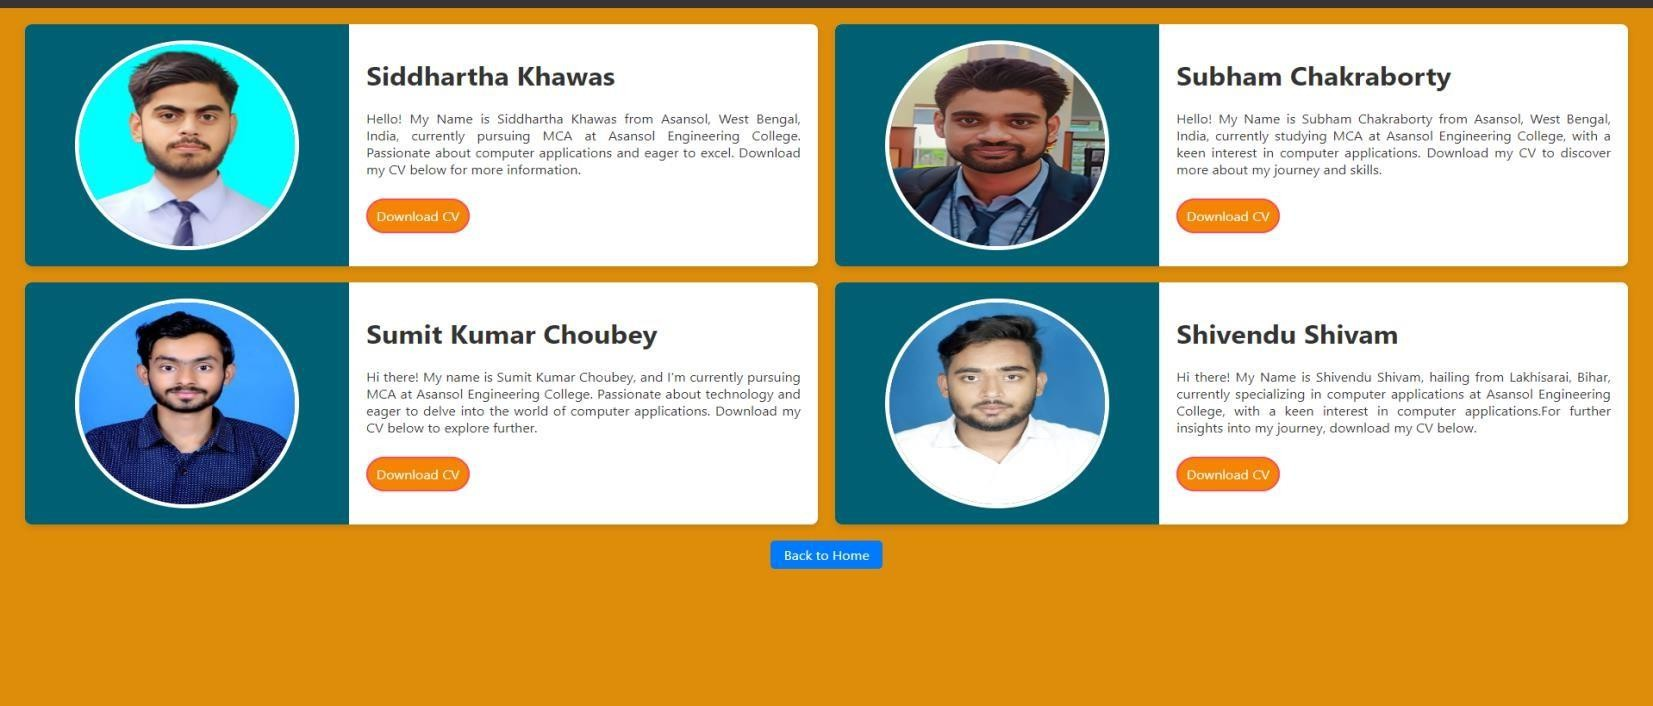 Siddhartha Khawas
Hello! My Name is Siddhartha Khawas from Asansol, West Bengal,
India, currently pursuing MCA at Asansol Engineering College.
Passionate about computer applications and eager to excel. Download
my CV below for more information.
Download CV
Subham Chakraborty
Hello! My Name is Subham Chakraborty from Asansol, West Bengal,
India, currently studying MCA at Asansol Engineering College, with a
keen interest in computer applications. Download my CV to discover
more about my journey and skills.
Download CV
Sumit Kumar Choubey
Hi there! My name is Sumit Kumar Choubey, and I'm currently pursuing
MCA at Asansol Engineering College. Passionate about technology and
eager to delve into the world of computer applications. Download my
CV below to explore further.
Download CV
Shivendu Shivam
Hi there! My Name is Shivendu Shivam, hailing from Lakhisarai, Bihar,
currently specializing in computer applications at Asansol Engineering
College, with a keen interest in computer applications.For further
insights into my journey, download my CV below.
Download CV
Back to Home